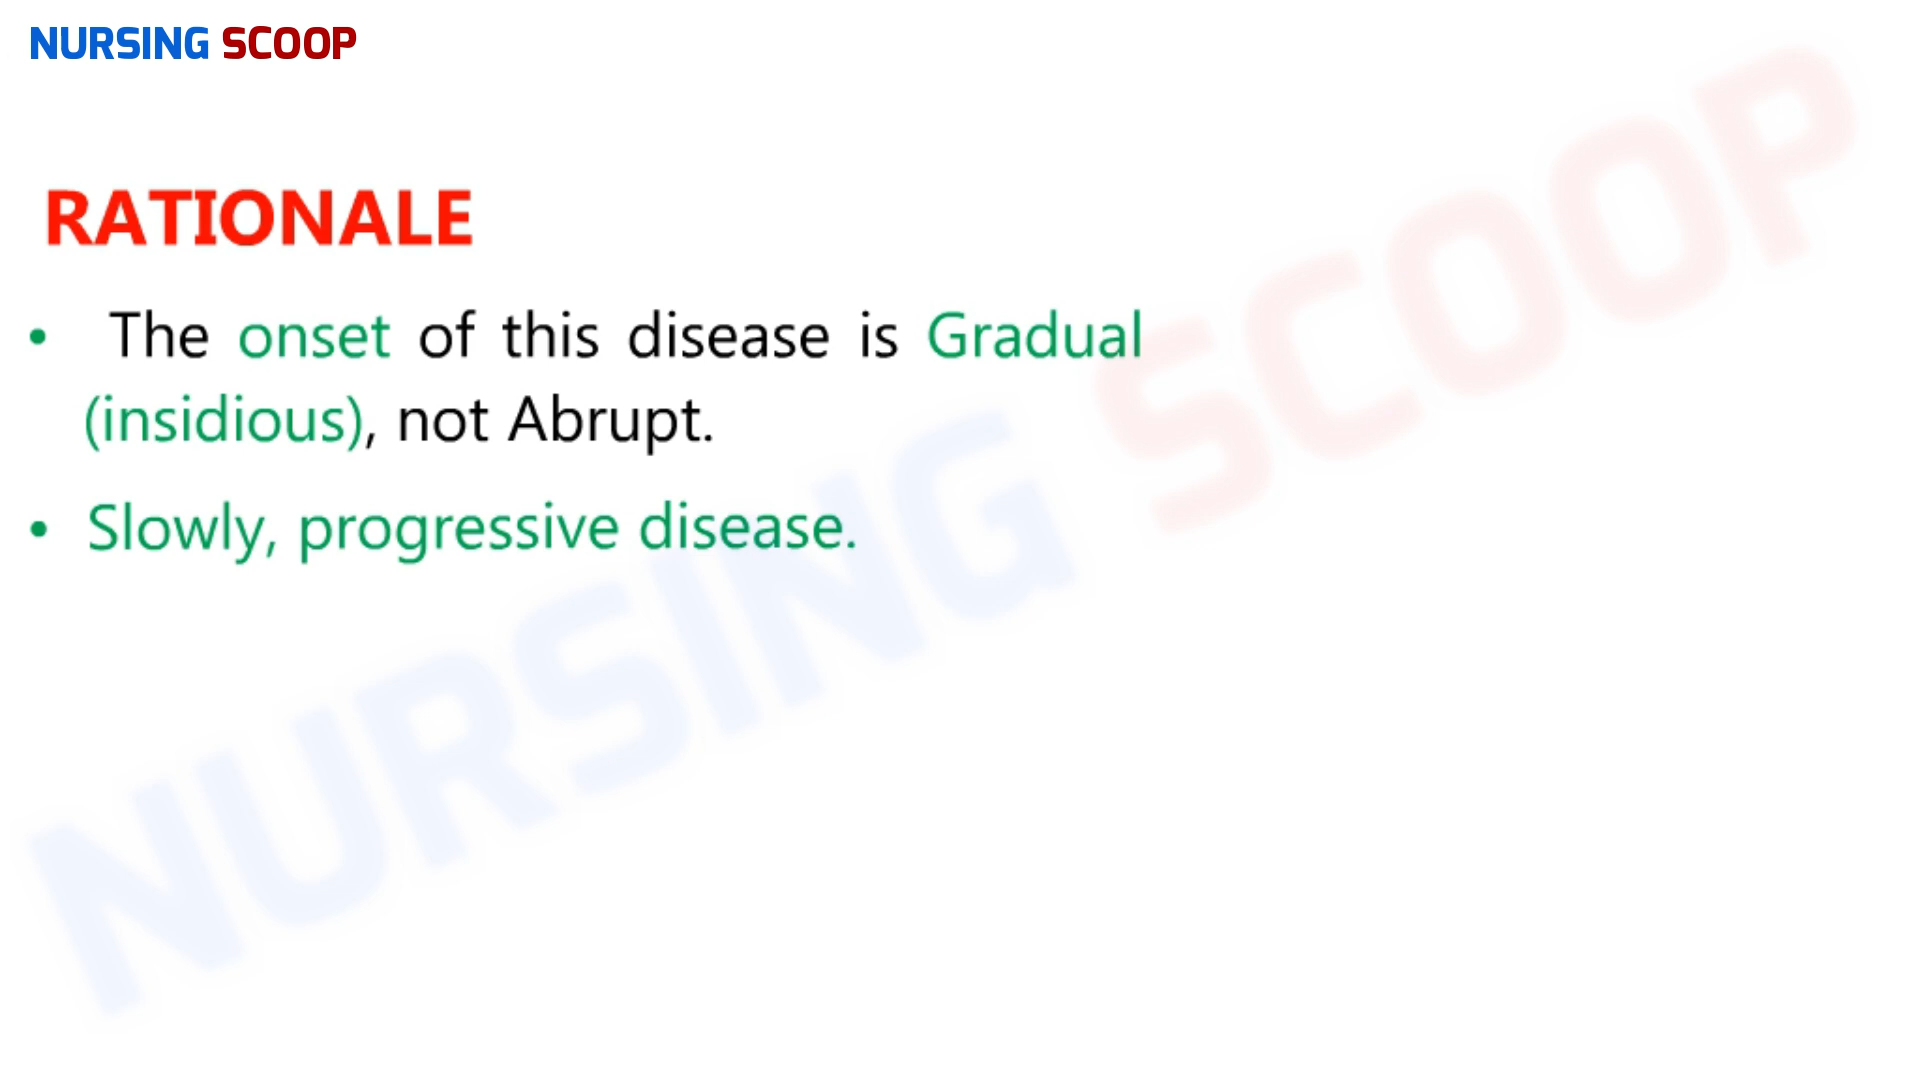 NURSING SCOOP
RATIONALE
• The onset of this disease is Gradual
(insidious), not Abrupt.
• Slowly, progressive disease.
NURSING SCOOP